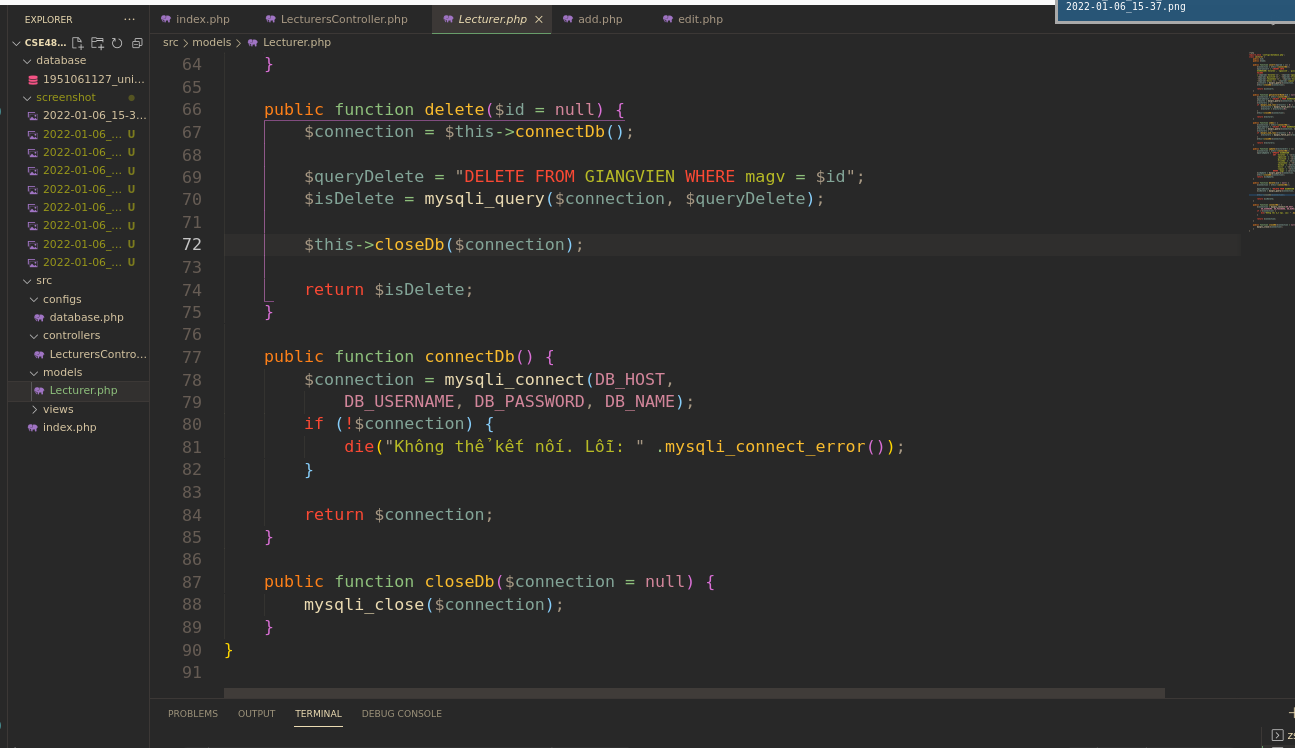 2022-01-06_15-37.png
EXPLORER ···
index.php LecturersController.php Lecturer.php × add.php edit.php
CSE48...
src > models > Lecturer.php
database
1951061127_uni...
screenshot
2022-01-06_15-3...
2022-01-06_... U
2022-01-06_... U
2022-01-06_... U
2022-01-06_... U
2022-01-06_... U
2022-01-06_... U
2022-01-06_... U
2022-01-06_... U
src
configs
database.php
controllers
LecturersContro...
models
Lecturer.php
views
index.php
64 }
65
66 public function delete($id = null) {
67 $connection = $this->connectDb();
68
69 $queryDelete = "DELETE FROM GIANGVIEN WHERE magv = $id";
70 $isDelete = mysqli_query($connection, $queryDelete);
71
72 $this->closeDb($connection);
73
74 return $isDelete;
75 }
76
77 public function connectDb() {
78 $connection = mysqli_connect(DB_HOST,
79 DB_USERNAME, DB_PASSWORD, DB_NAME);
80 if (!$connection) {
81 die("Không thể kết nối. Lỗi: " .mysqli_connect_error());
82 }
83
84 return $connection;
85 }
86
87 public function closeDb($connection = null) {
88 mysqli_close($connection);
89 }
90 }
91
PROBLEMS OUTPUT TERMINAL DEBUG CONSOLE